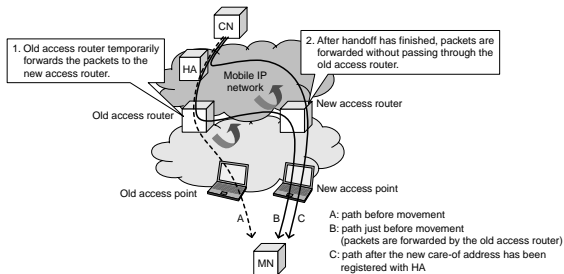 CN
1. Old access router temporarily
forwards the packets to the
new access router.
2. After handoff has finished, packets are
forwarded without passing through the
old access router.
HA
Mobile IP
network
Old access router
New access router
Old access point
New access point
A
B
C
MN
A: path before movement
B: path just before movement
(packets are forwarded by the old access router)
C: path after the new care-of address has been
registered with HA